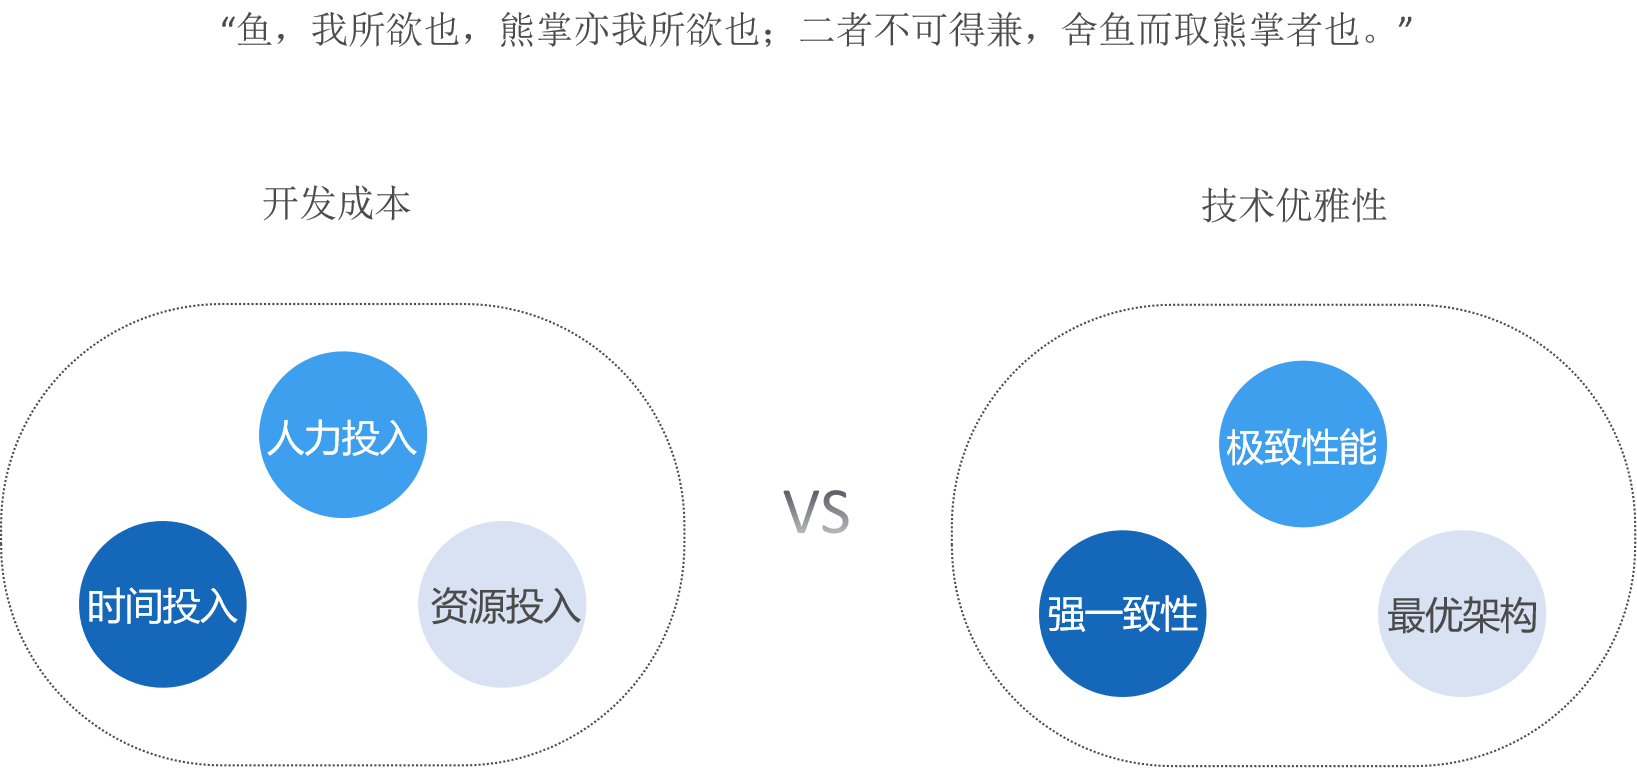 “鱼，我所欲也，熊掌亦我所欲也；二者不可得兼，舍鱼而取熊掌者也。”
开发成本
技术优雅性
人力投入
时间投入
资源投入
VS
极致性能
强一致性
最优架构